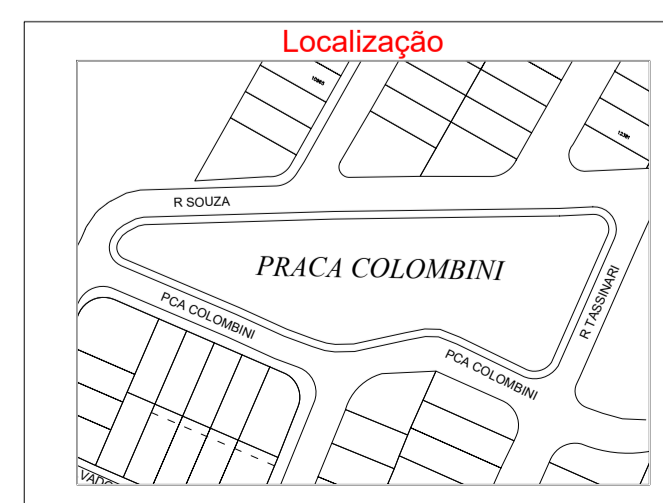 Localização
R SOUZA
PRACA COLOMBINI
R TASSINARI
PCA COLOMBINI
PCA COLOMBINI